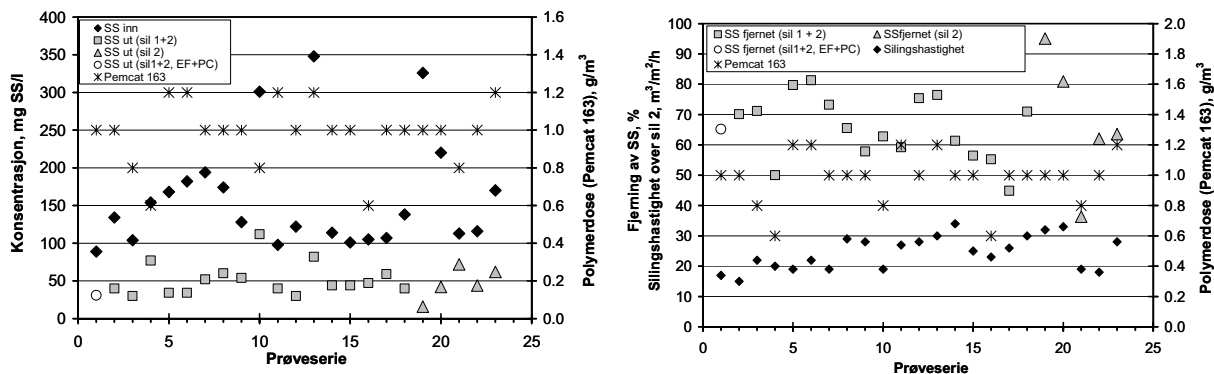 SS inn
SS ut (sil 1+2)
SS ut (sil 2)
SS ut (sil1+2, EF+PC)
Pemcat 163
Konsentrasjon, mg SS/l
400
350
300
250
200
150
100
50
0
1.6
1.4
1.2
1.0
0.8
0.6
0.4
0.2
0.0
Polymerdose (Pemcat 163), g/m³
0 5 10 15 20 25
Prøveserie
SS fjernet (sil 1 + 2)
SSfjernet (sil 2)
SS fjernet (sil1+2, EF+PC)
Silingshastighet
Pemcat 163
Fjerning av SS, %
Silingshastighet over sil 2, m³/m²/h
100
90
80
70
60
50
40
30
20
10
0
2.0
1.8
1.6
1.4
1.2
1.0
0.8
0.6
0.4
0.2
0.0
Polymerdose (Pemcat 163), g/m³
0 5 10 15 20 25
Prøveserie